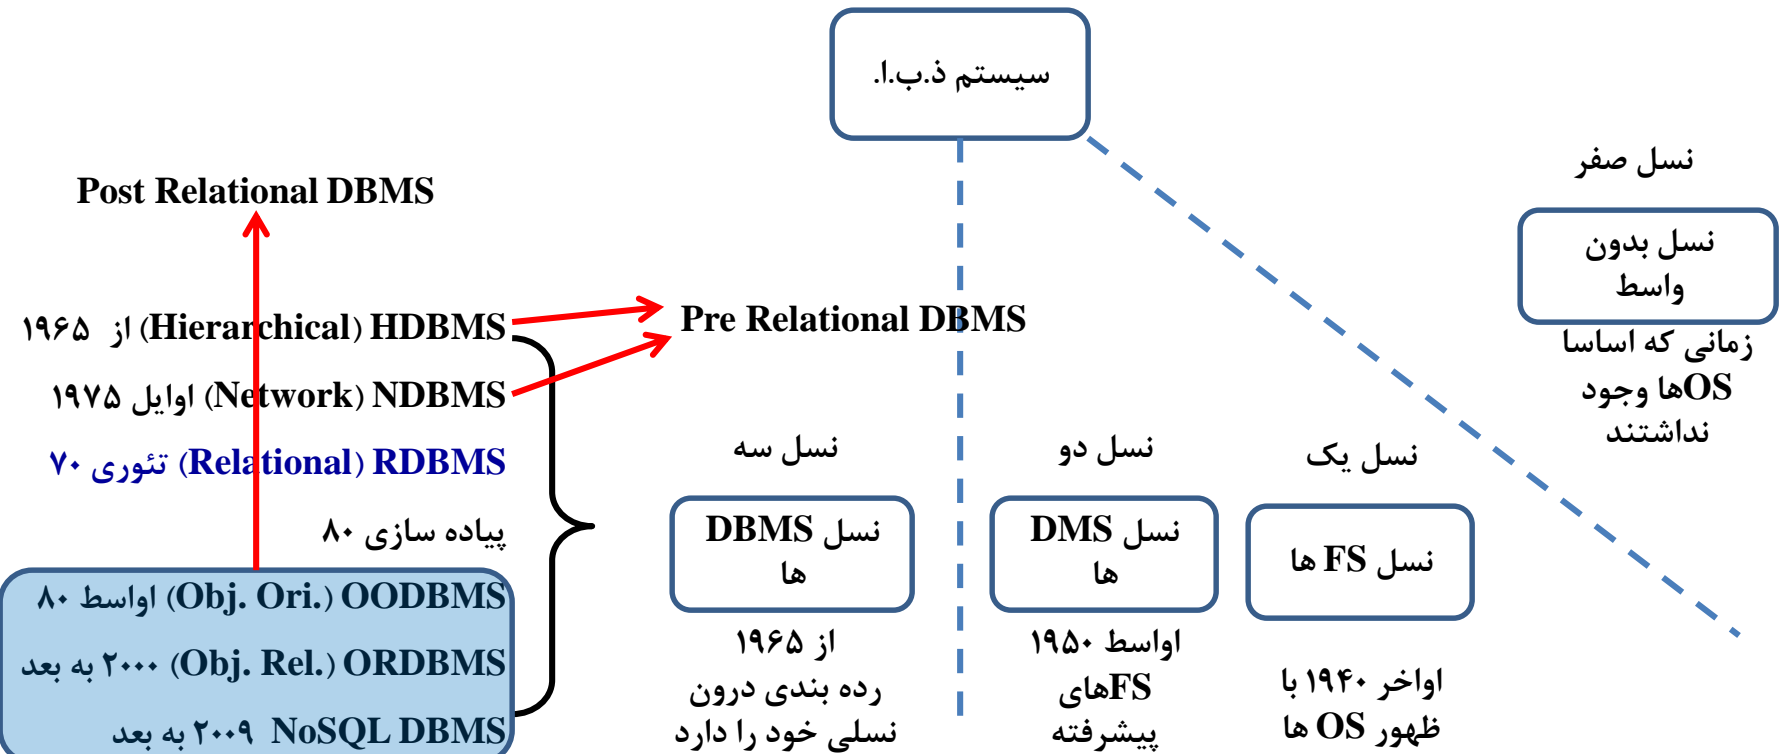 سیستم ذ.ب.ا.
نسل صفر
نسل بدون
واسط
زمانی که اساسا
OSها وجود
نداشتند
نسل یک
نسل FS ها
اواخر ۱۹۴۰ با
ظهور OS ها
نسل دو
نسل DMS
ها
اواسط ۱۹۵۰
FSهای
پیشرفته
نسل سه
نسل DBMS
ها
از ۱۹۶۵
رده بندی درون
نسلی خود را دارد
Pre Relational DBMS
Post Relational DBMS
HDBMS (Hierarchical) از ۱۹۶۵
NDBMS (Network) اوایل ۱۹۷۵
RDBMS (Relational) تئوری ۷۰
پیاده سازی ۸۰
OODBMS (Obj. Ori.) اواسط ۸۰
ORDBMS (Obj. Rel.) ۲۰۰۰ به بعد
NoSQL DBMS ۲۰۰۹ به بعد